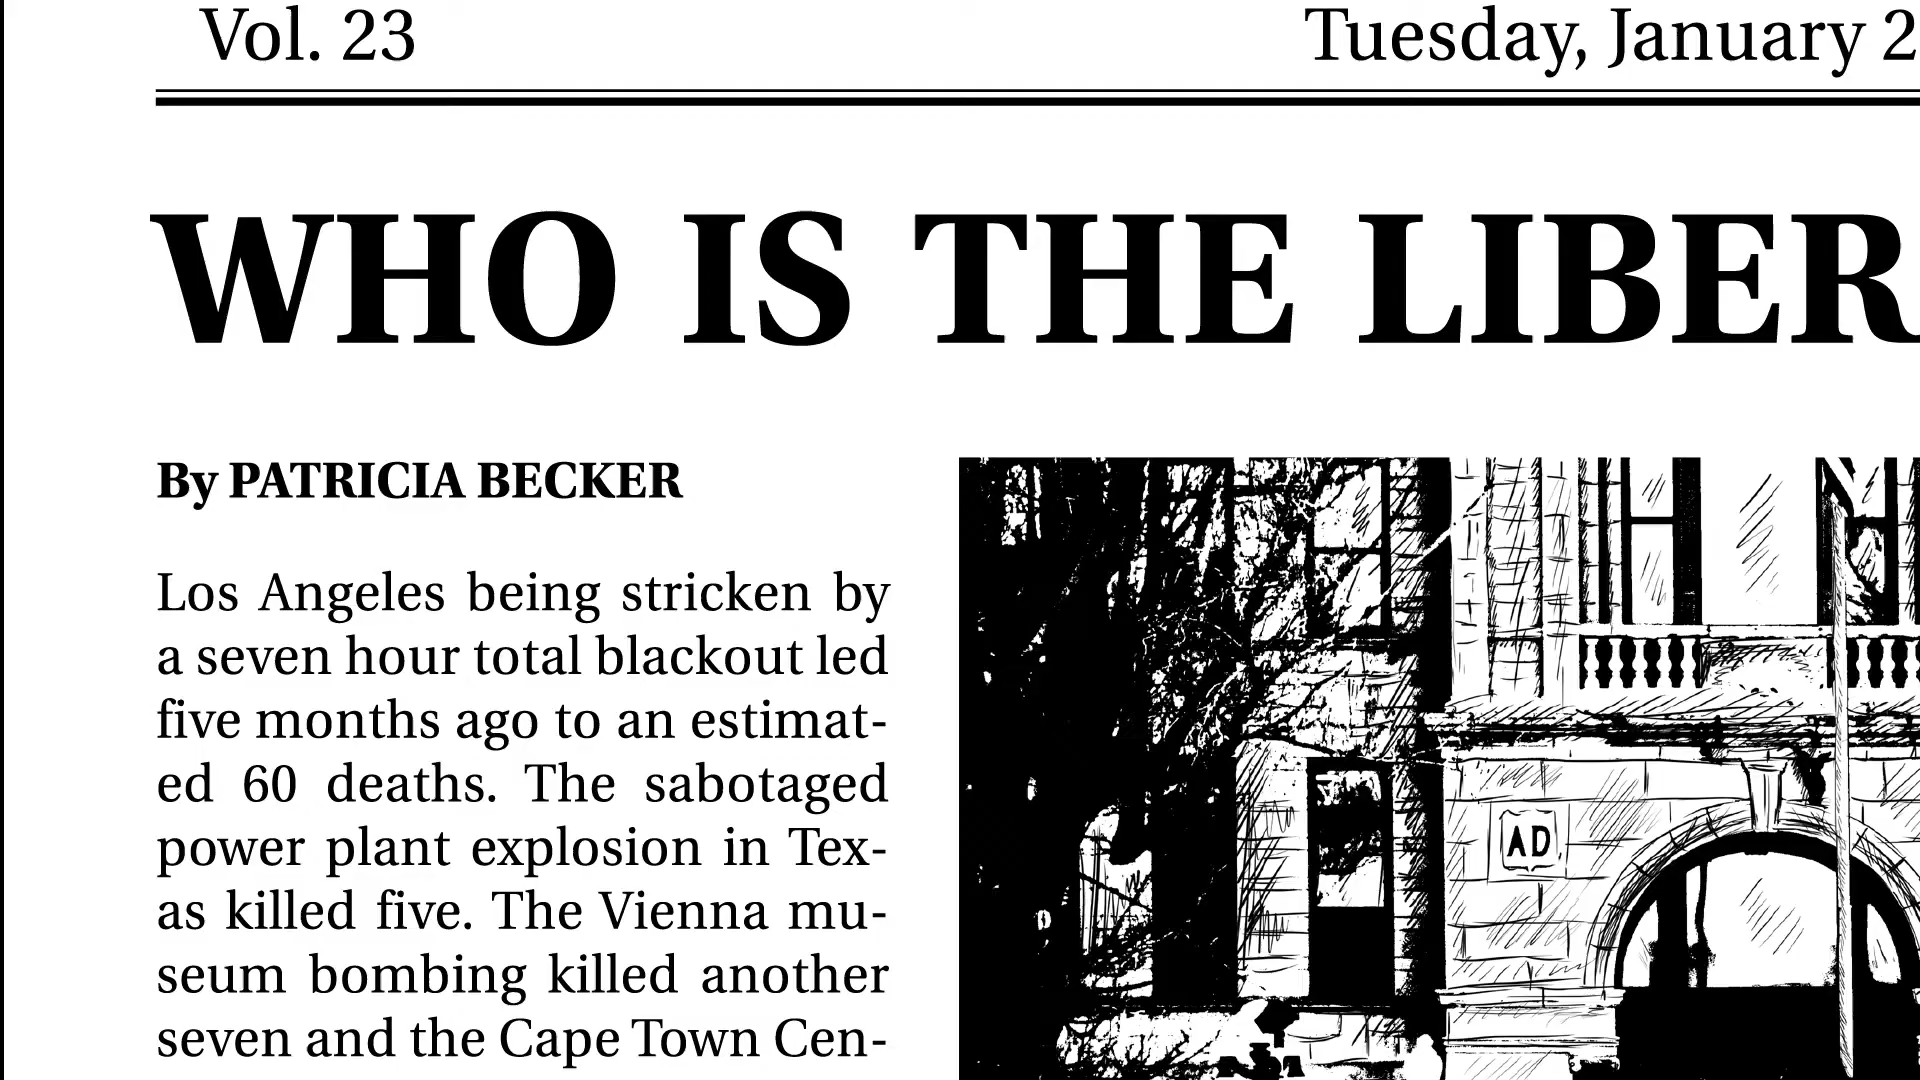 Vol. 23
Tuesday, January 2
WHO IS THE LIBER
By PATRICIA BECKER
Los Angeles being stricken by
a seven hour total blackout led
five months ago to an estimat-
ed 60 deaths. The sabotaged
power plant explosion in Tex-
as killed five. The Vienna mu-
seum bombing killed another
seven and the Cape Town Cen-
AD